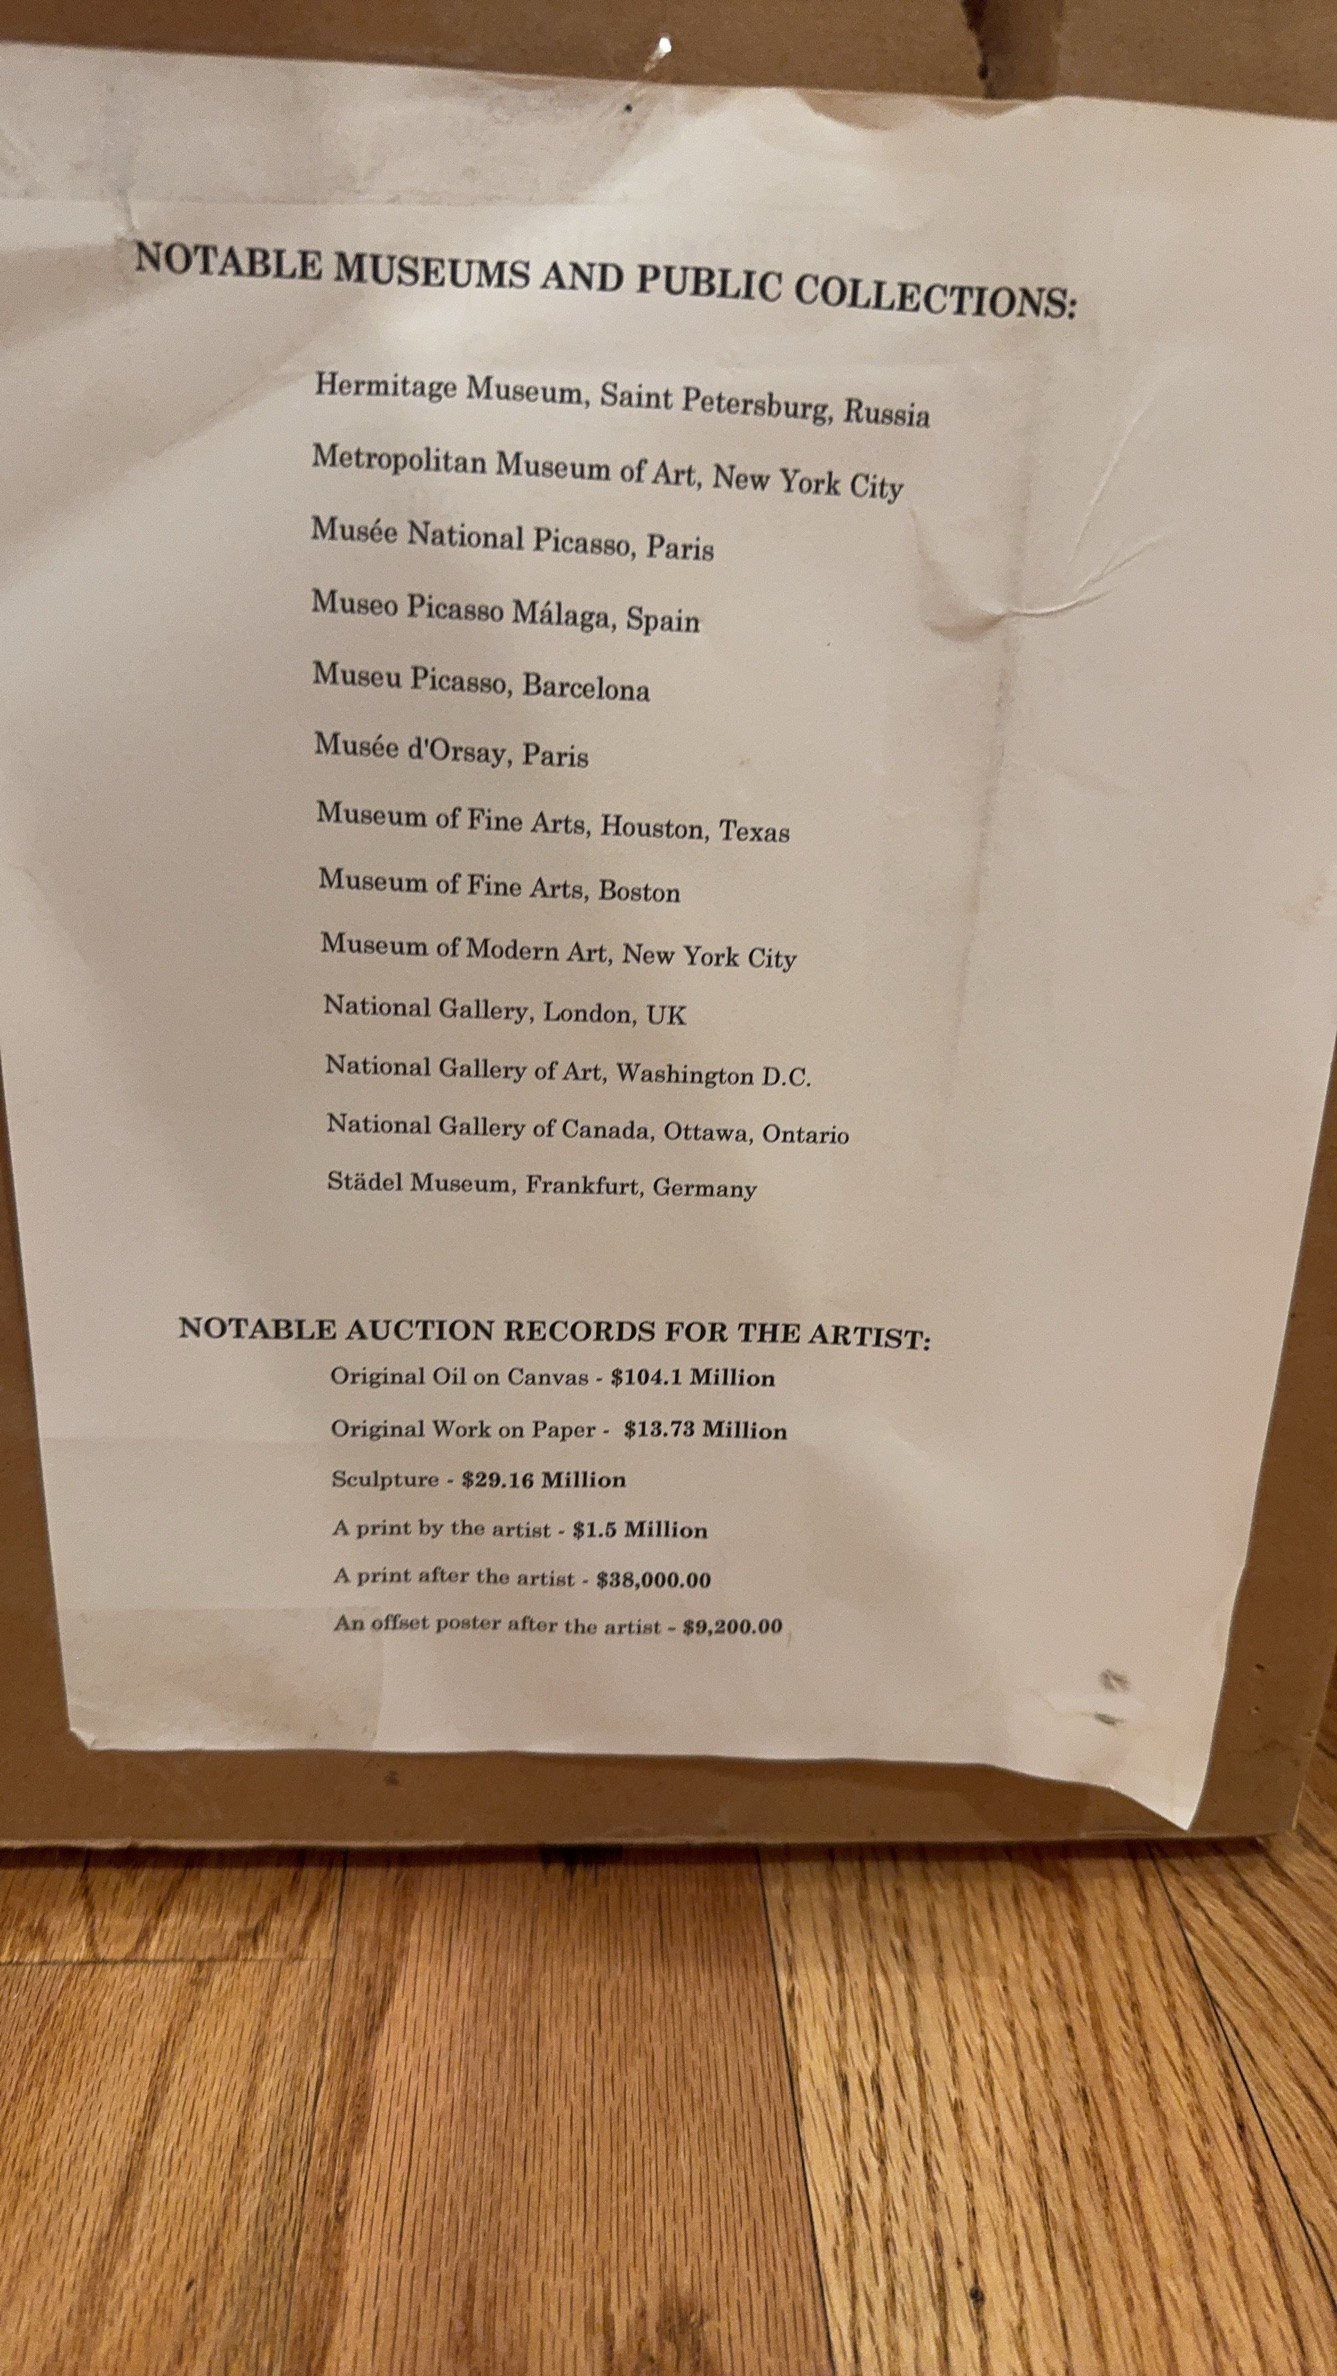 NOTABLE MUSEUMS AND PUBLIC COLLECTIONS:
Hermitage Museum, Saint Petersburg, Russia
Metropolitan Museum of Art, New York City
Musée National Picasso, Paris
Museo Picasso Málaga, Spain
Museu Picasso, Barcelona
Musée d'Orsay, Paris
Museum of Fine Arts, Houston, Texas
Museum of Fine Arts, Boston
Museum of Modern Art, New York City
National Gallery, London, UK
National Gallery of Art, Washington D.C.
National Gallery of Canada, Ottawa, Ontario
Städel Museum, Frankfurt, Germany
NOTABLE AUCTION RECORDS FOR THE ARTIST:
Original Oil on Canvas - $104.1 Million
Original Work on Paper - $13.73 Million
Sculpture - $29.16 Million
A print by the artist - $1.5 Million
A print after the artist - $38,000.00
An offset poster after the artist - $9,200.00